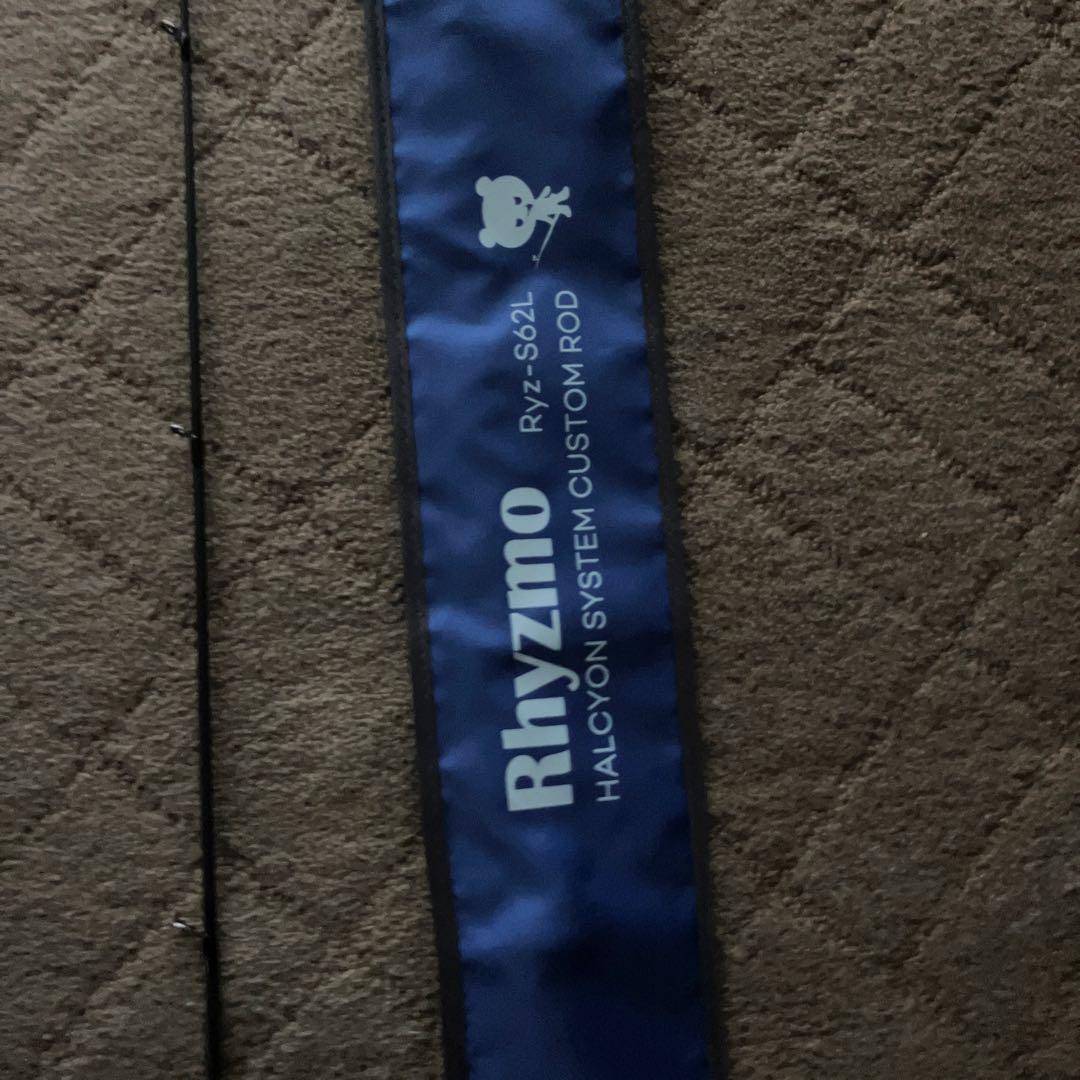 Rhyzmo Ryz-S62L
HALCYON SYSTEM CUSTOM ROD